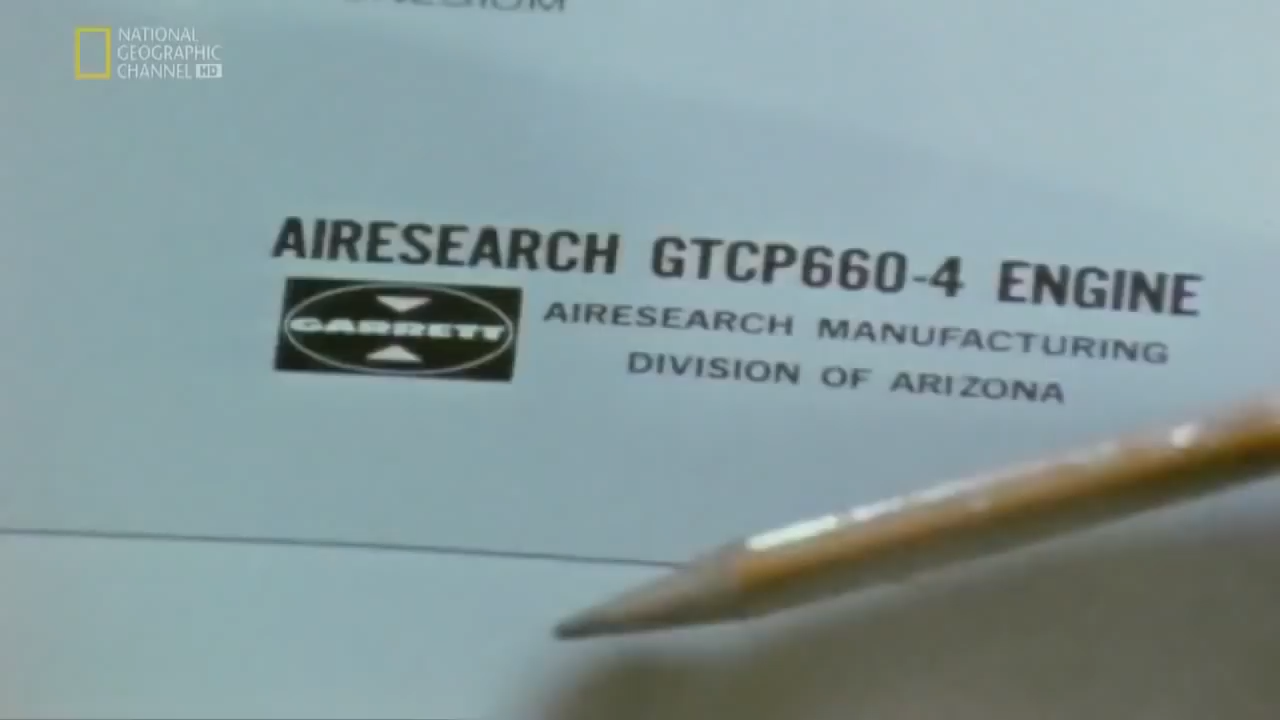 NATIONAL
GEOGRAPHIC
CHANNEL HD
AIRESEARCH GTCP660-4 ENGINE
GARRETT
AIRESEARCH MANUFACTURING
DIVISION OF ARIZONA